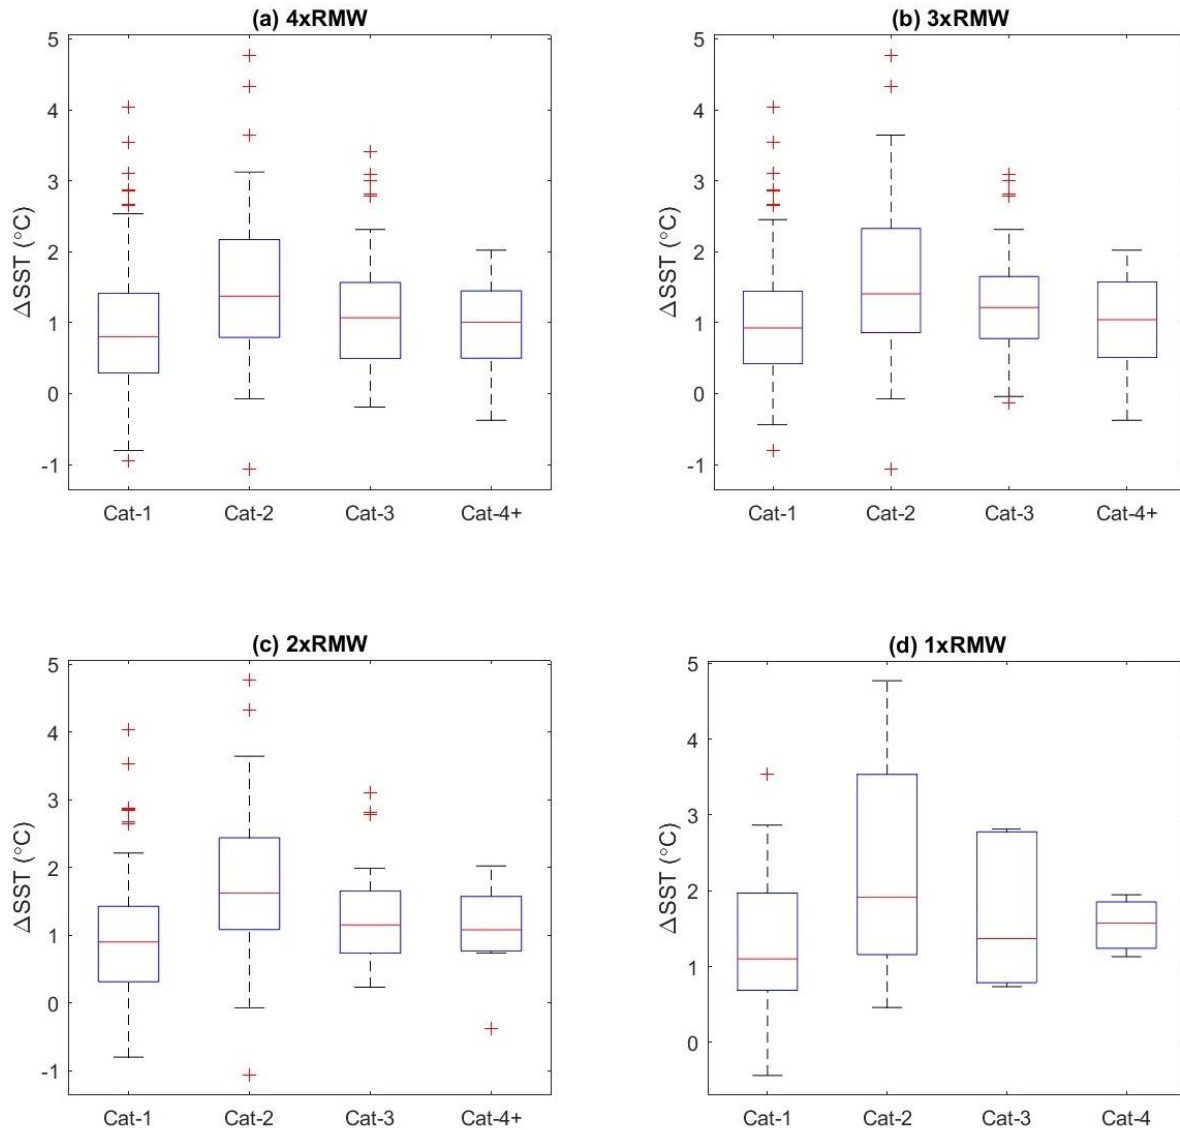 (a) 4xRMW
5
4
3
2
1
0
-1
ΔSST (°C)
Cat-1 Cat-2 Cat-3 Cat-4+
(b) 3xRMW
5
4
3
2
1
0
-1
ΔSST (°C)
Cat-1 Cat-2 Cat-3 Cat-4+
(c) 2xRMW
5
4
3
2
1
0
-1
ΔSST (°C)
Cat-1 Cat-2 Cat-3 Cat-4+
(d) 1xRMW
5
4
3
2
1
0
ΔSST (°C)
Cat-1 Cat-2 Cat-3 Cat-4